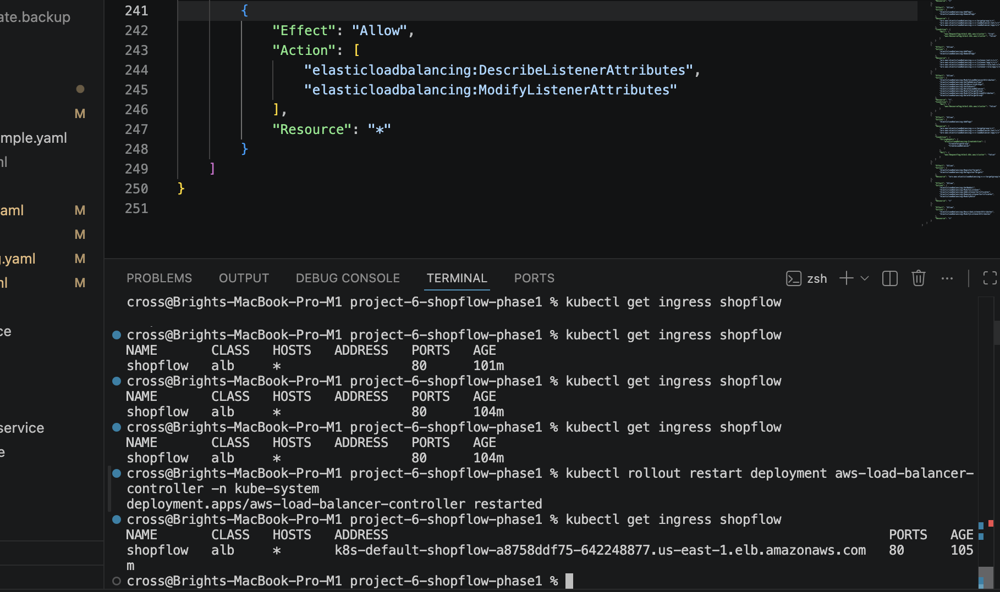 ate.backup
M
mple.yaml
nl
aml M
M
g.yaml M
nl M
ce
service
e
241 {
242 "Effect": "Allow",
243 "Action": [
244 "elasticloadbalancing:DescribeListenerAttributes",
245 "elasticloadbalancing:ModifyListenerAttributes"
246 ],
247 "Resource": "*"
248 }
249 ]
250 }
251
PROBLEMS OUTPUT DEBUG CONSOLE TERMINAL PORTS zsh
cross@Brights-MacBook-Pro-M1 project-6-shopflow-phase1 % kubectl get ingress shopflow
cross@Brights-MacBook-Pro-M1 project-6-shopflow-phase1 % kubectl get ingress shopflow
NAME CLASS HOSTS ADDRESS PORTS AGE
shopflow alb * 80 101m
cross@Brights-MacBook-Pro-M1 project-6-shopflow-phase1 % kubectl get ingress shopflow
NAME CLASS HOSTS ADDRESS PORTS AGE
shopflow alb * 80 104m
cross@Brights-MacBook-Pro-M1 project-6-shopflow-phase1 % kubectl get ingress shopflow
NAME CLASS HOSTS ADDRESS PORTS AGE
shopflow alb * 80 104m
cross@Brights-MacBook-Pro-M1 project-6-shopflow-phase1 % kubectl rollout restart deployment aws-load-balancer-
controller -n kube-system
deployment.apps/aws-load-balancer-controller restarted
cross@Brights-MacBook-Pro-M1 project-6-shopflow-phase1 % kubectl get ingress shopflow
NAME CLASS HOSTS ADDRESS PORTS AGE
shopflow alb * k8s-default-shopflow-a8758ddf75-642248877.us-east-1.elb.amazonaws.com 80 105
m
cross@Brights-MacBook-Pro-M1 project-6-shopflow-phase1 %